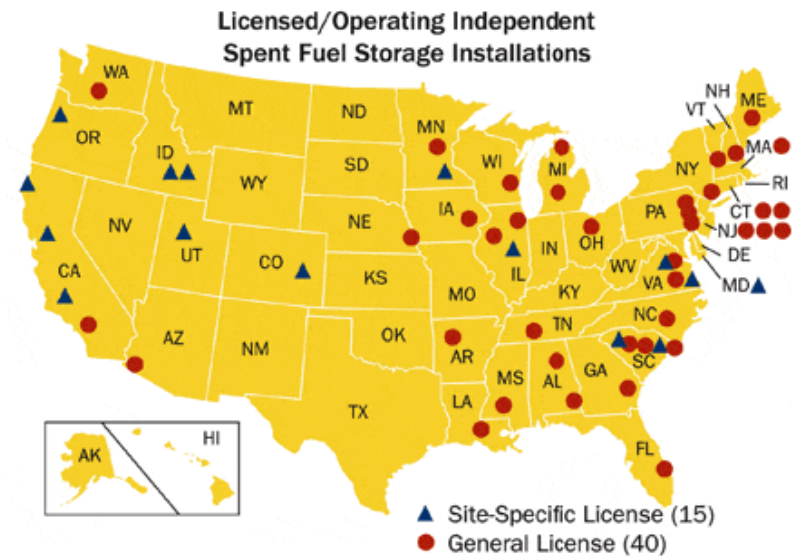 Licensed/Operating Independent
Spent Fuel Storage Installations
WA
MT
ND
MN
VT
NH
ME
OR
ID
SD
WI
MI
NY
MA
WY
RI
NV
NE
IA
PA
CT
NJ
UT
CO
IL
IN
OH
WV
DE
CA
KS
MO
KY
VA
MD
AZ
NM
OK
AR
TN
NC
SC
TX
LA
MS
AL
GA
FL
AK
HI
Site-Specific License (15)
General License (40)